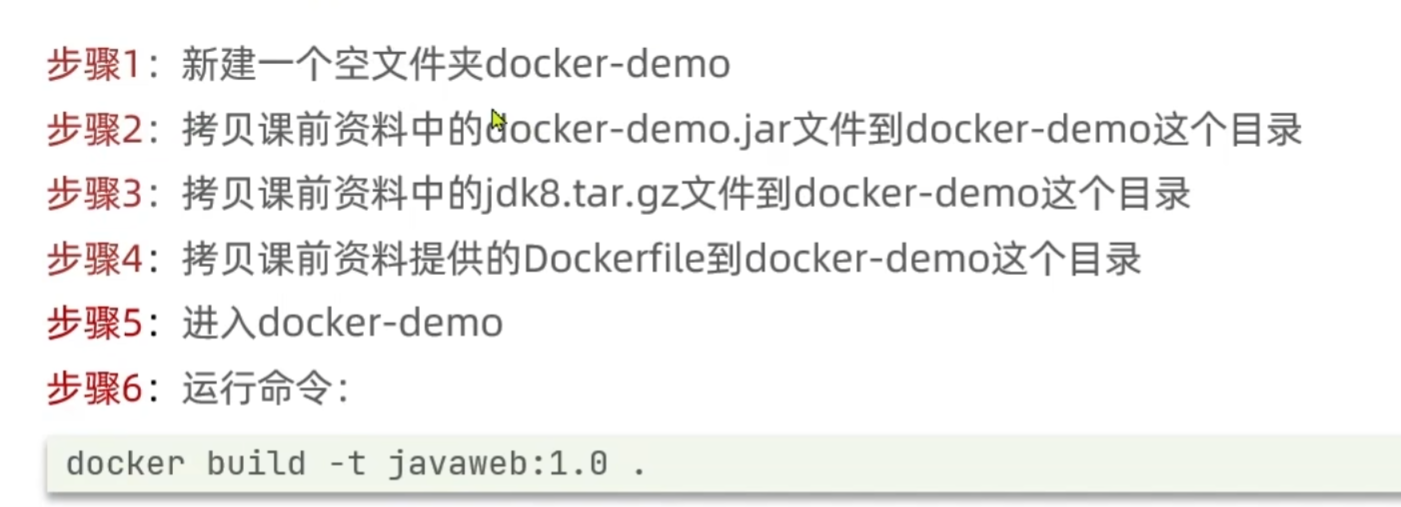 步骤1：新建一个空文件夹docker-demo
步骤2：拷贝课前资料中的docker-demo.jar文件到docker-demo这个目录
步骤3：拷贝课前资料中的jdk8.tar.gz文件到docker-demo这个目录
步骤4：拷贝课前资料提供的Dockerfile到docker-demo这个目录
步骤5：进入docker-demo
步骤6：运行命令：
docker build -t javaweb:1.0 .